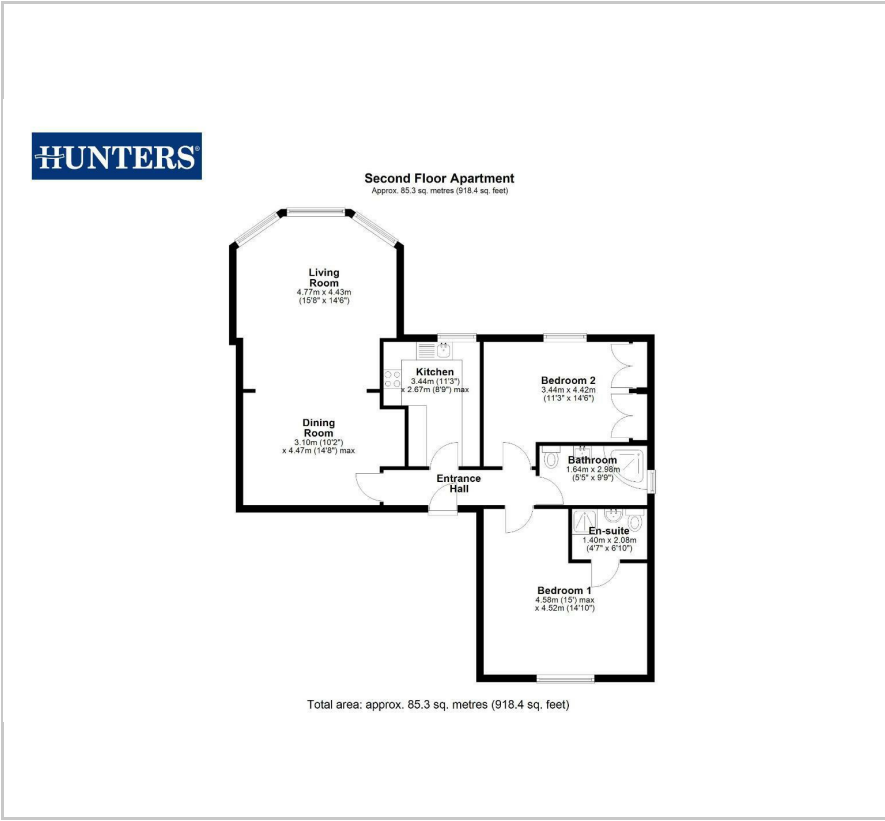 HUNTERS®
Second Floor Apartment
Approx. 85.3 sq. metres (918.4 sq. feet)
Living
Room
4.77m x 4.43m
(15'8" x 14'6")
Kitchen
3.44m (11'3")
x 2.67m (8'9") max
Bedroom 2
3.44m x 4.42m
(11'3" x 14'6")
Dining
Room
3.10m (10'2")
x 4.47m (14'8") max
Bathroom
1.64m x 2.98m
(5'5" x 9'9")
Entrance
Hall
En-suite
1.40m x 2.08m
(4'7" x 6'10")
Bedroom 1
4.58m (15') max
x 4.52m (14'10")
Total area: approx. 85.3 sq. metres (918.4 sq. feet)